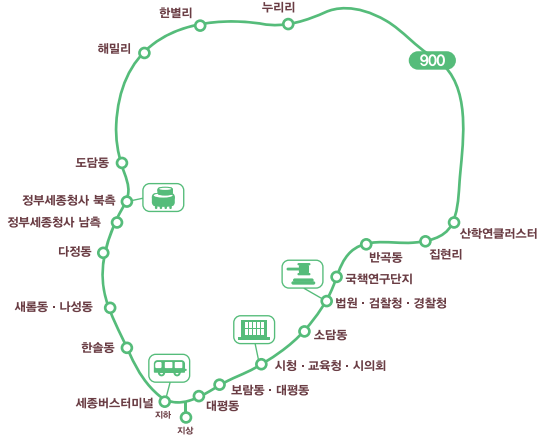 한별리
누리리
해밀리
900
도담동
정부세종청사 북측
정부세종청사 남측
다정동
산학연클러스터
반곡동
집현리
국책연구단지
법원 · 검찰청 · 경찰청
새롬동 · 나성동
소담동
한솔동
시청 · 교육청 · 시의회
보람동 · 대평동
세종버스터미널
대평동
지하
지상